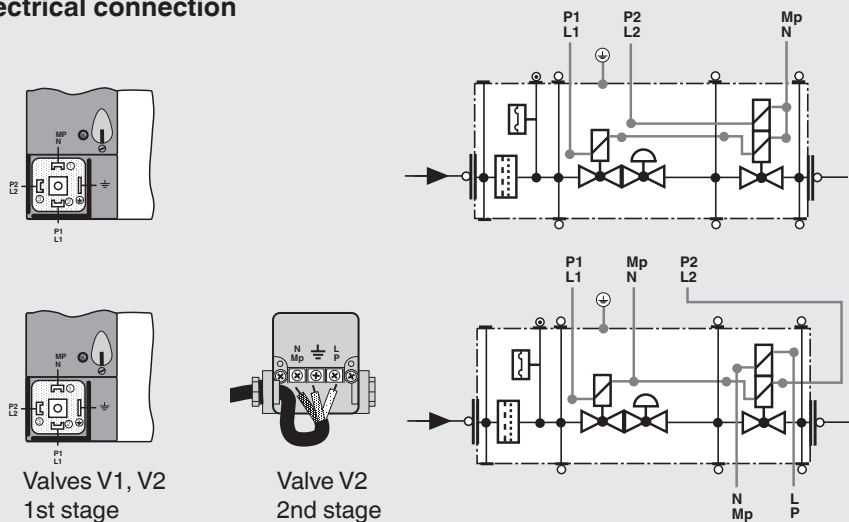 ectrical connection
P1
L1
P2
L2
Mp
N
MP
N
P2
L2
P1
L1
P1
L1
Mp
N
P2
L2
MP
N
P2
L2
P1
L1
N
Mp
L
P
N
Mp
L
P
Valves V1, V2
1st stage
Valve V2
2nd stage